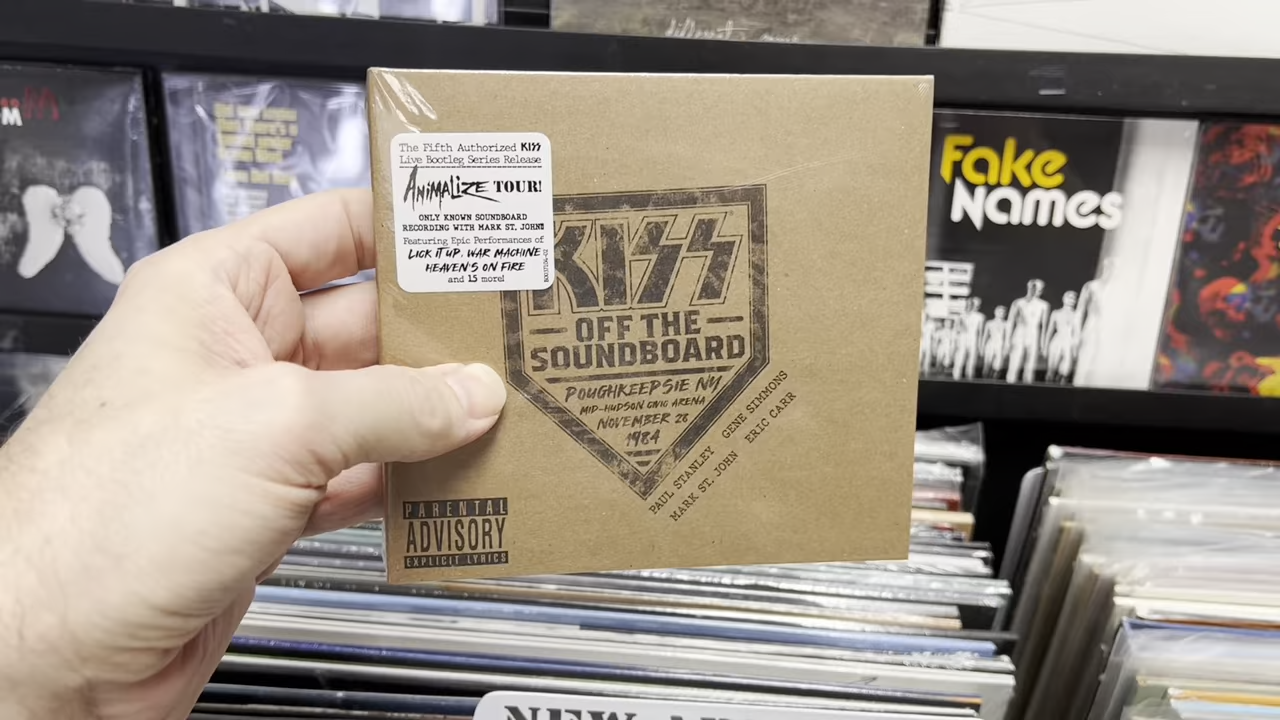 The Fifth Authorized KISS
Live Bootleg Series Release
ANIMALIZE TOUR!
ONLY KNOWN SOUNDBOARD
RECORDING WITH MARK ST. JOHN!
Featuring Epic Performances of
LICK IT UP, WAR MACHINE,
HEAVEN'S ON FIRE
and 15 more!
KISS
OFF THE
SOUNDBOARD
POUGHKEEPSIE NY
MID-HUDSON CIVIC ARENA
NOVEMBER 28
1984
PAUL STANLEY GENE SIMMONS
MARK ST. JOHN ERIC CARR
PARENTAL
ADVISORY
EXPLICIT LYRICS
Fake
Names
NEW